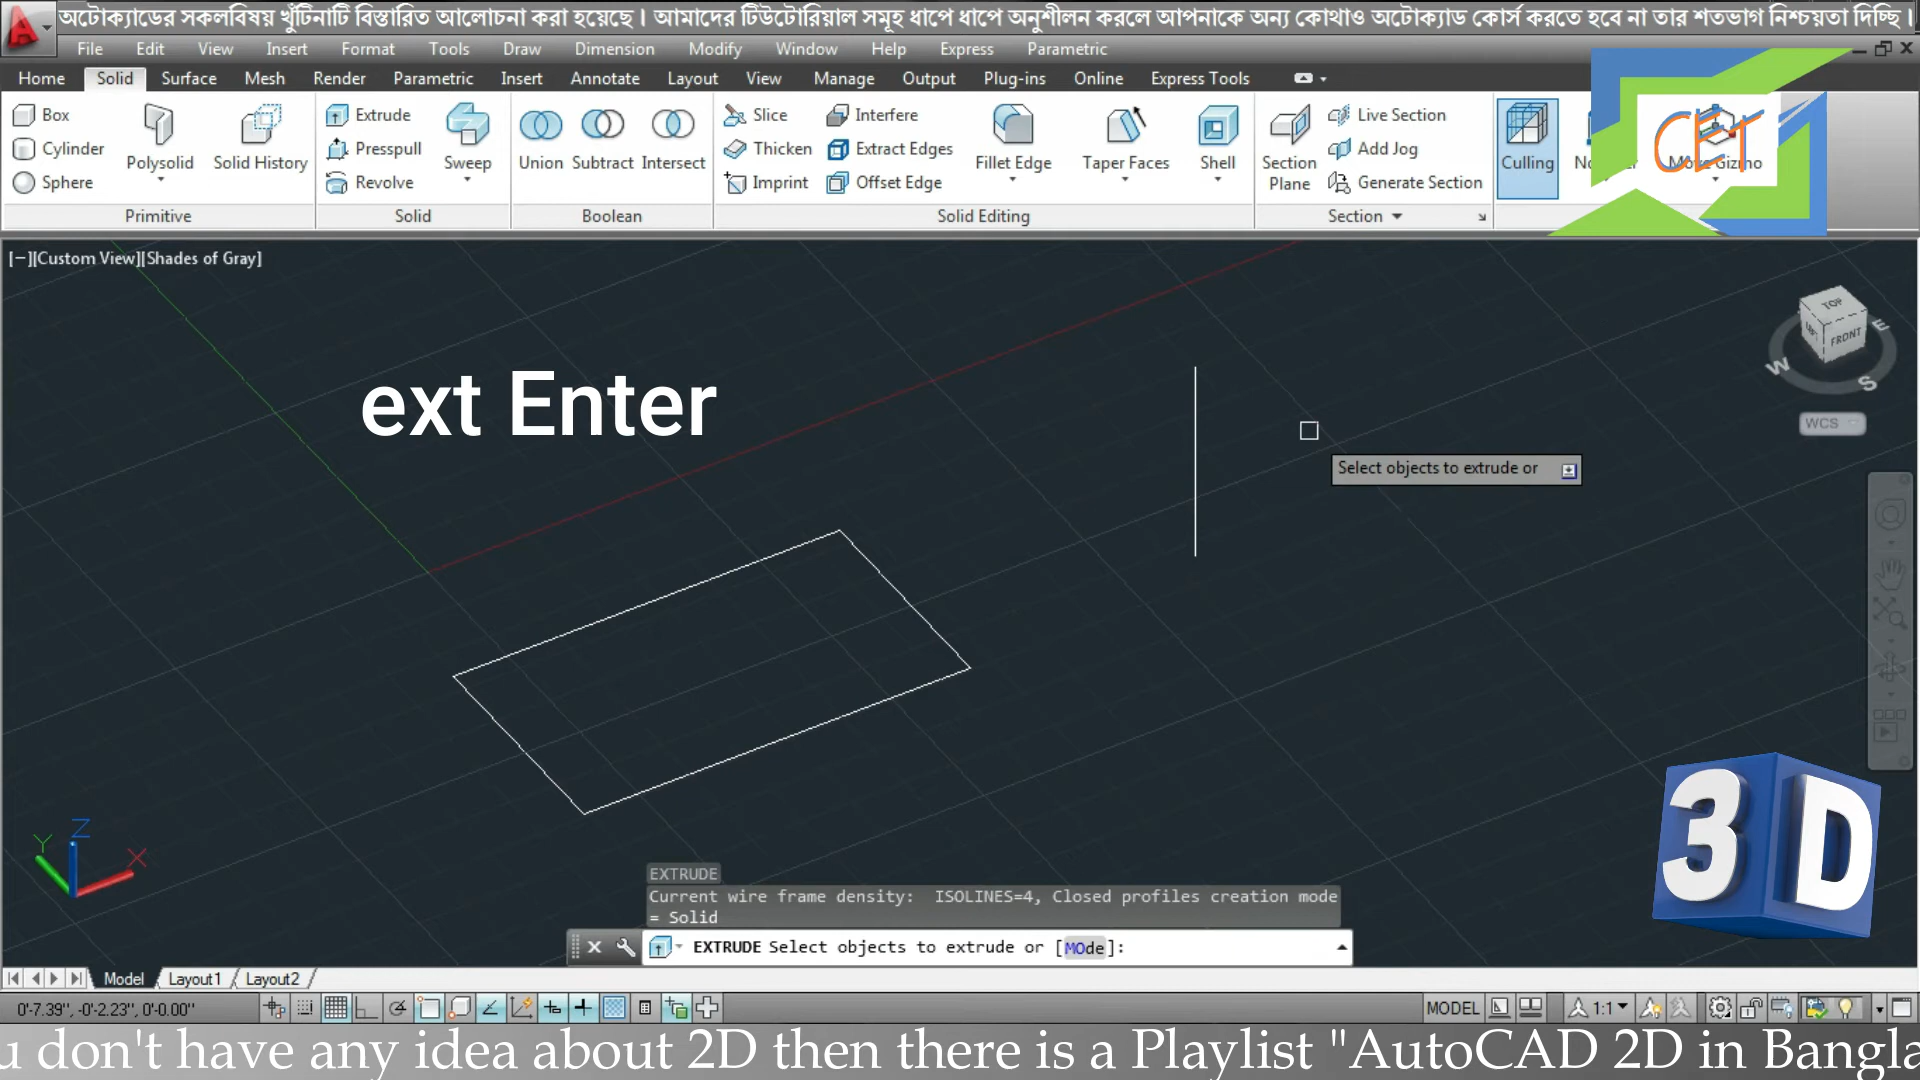 অটোক্যাডের সকলবিষয় খুঁটিনাটি বিস্তারিত আলোচনা করা হয়েছে। আমাদের টিউটোরিয়াল সমূহ ধাপে ধাপে অনুশীলন করলে আপনাকে অন্য কোথাও অটোক্যাড কোর্স করতে হবে না তার শতভাগ নিশ্চয়তা দিচ্ছি।
File Edit View Insert Format Tools Draw Dimension Modify Window Help Express Parametric
Home Solid Surface Mesh Render Parametric Insert Annotate Layout View Manage Output Plug-ins Online Express Tools
Box Extrude Slice Interfere Live Section
CET
Cylinder Presspull Thicken Extract Edges Add Jog
Polysolid Solid History Sweep Union Subtract Intersect Fillet Edge Taper Faces Shell Section Plane Culling Move Gizmo
Sphere Revolve Imprint Offset Edge Generate Section
Primitive Solid Boolean Solid Editing Section
[−][Custom View][Shades of Gray]
TOP
FRONT
E
W
S
ext Enter
WCS
Select objects to extrude or
3D
Z
Y X
EXTRUDE
Current wire frame density: ISOLINES=4, Closed profiles creation mode
= Solid
EXTRUDE Select objects to extrude or [MOde]:
Model Layout1 Layout2
0'-7.39", -0'-2.23", 0'-0.00" MODEL 1:1
u don't have any idea about 2D then there is a Playlist "AutoCAD 2D in Bangla